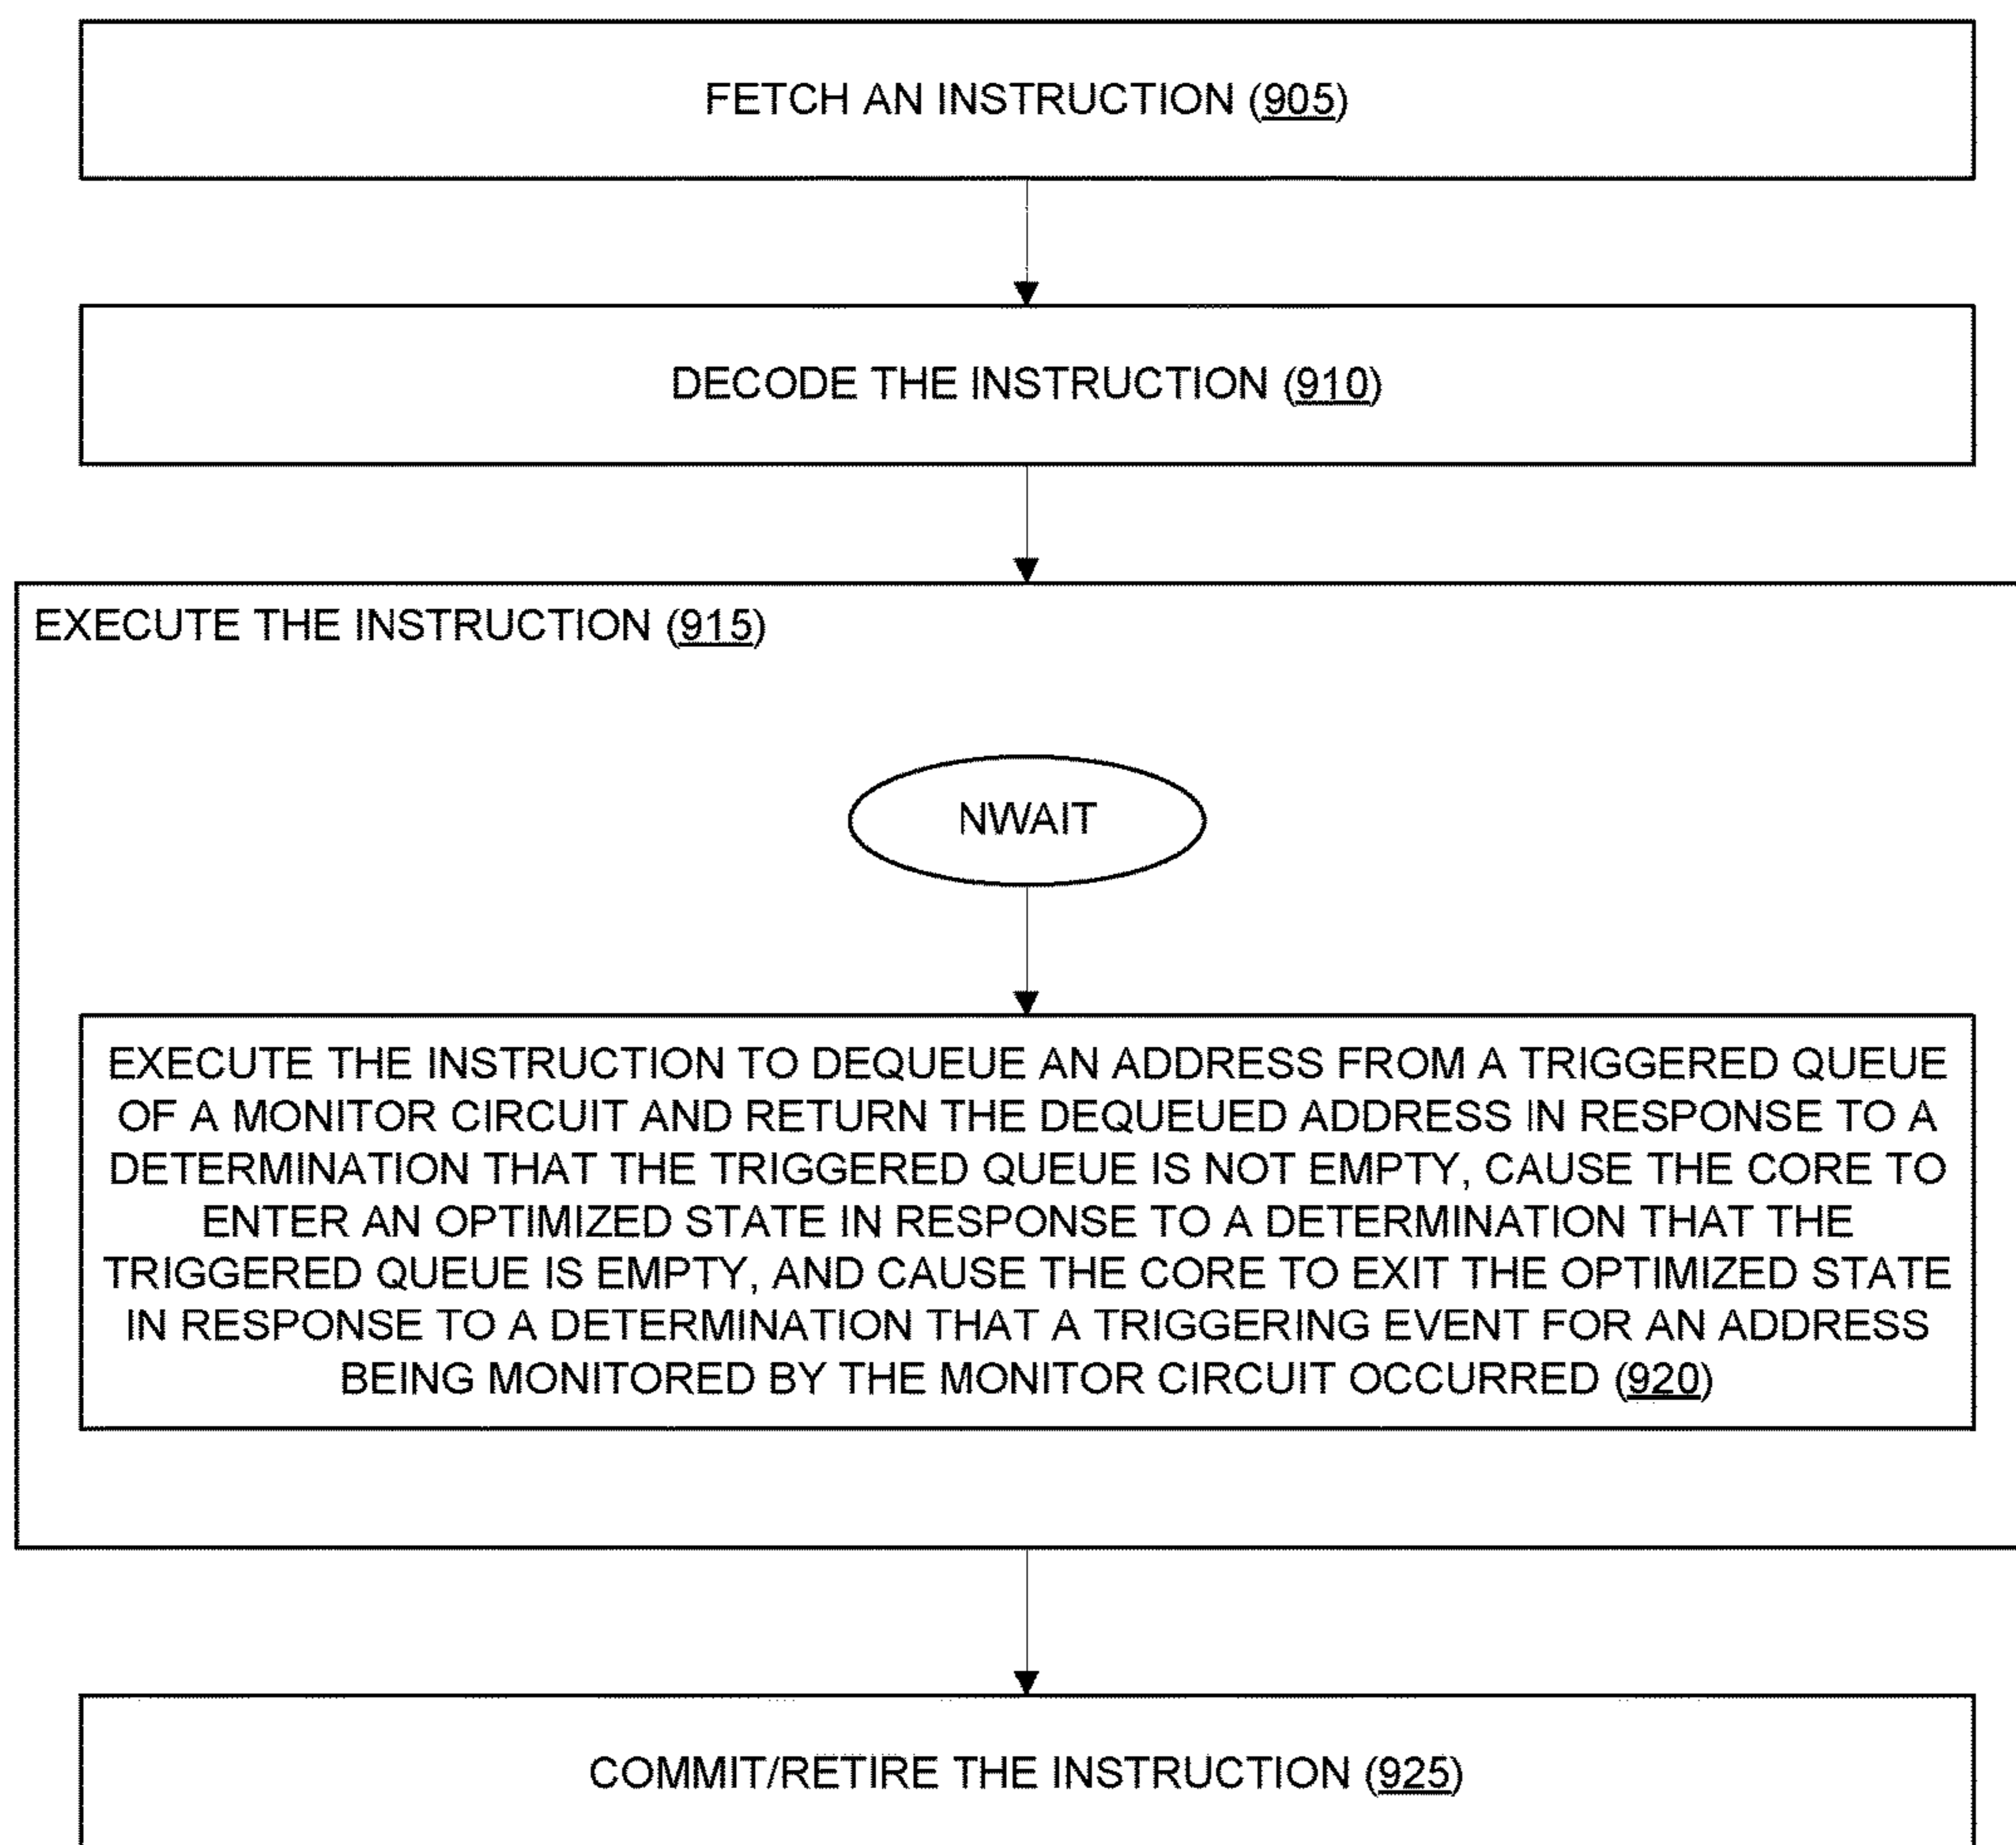 FETCH AN INSTRUCTION (905)
DECODE THE INSTRUCTION (910)
EXECUTE THE INSTRUCTION (915)
NWAIT
EXECUTE THE INSTRUCTION TO DEQUEUE AN ADDRESS FROM A TRIGGERED QUEUE
OF A MONITOR CIRCUIT AND RETURN THE DEQUEUED ADDRESS IN RESPONSE TO A
DETERMINATION THAT THE TRIGGERED QUEUE IS NOT EMPTY, CAUSE THE CORE TO
ENTER AN OPTIMIZED STATE IN RESPONSE TO A DETERMINATION THAT THE
TRIGGERED QUEUE IS EMPTY, AND CAUSE THE CORE TO EXIT THE OPTIMIZED STATE
IN RESPONSE TO A DETERMINATION THAT A TRIGGERING EVENT FOR AN ADDRESS
BEING MONITORED BY THE MONITOR CIRCUIT OCCURRED (920)
COMMIT/RETIRE THE INSTRUCTION (925)